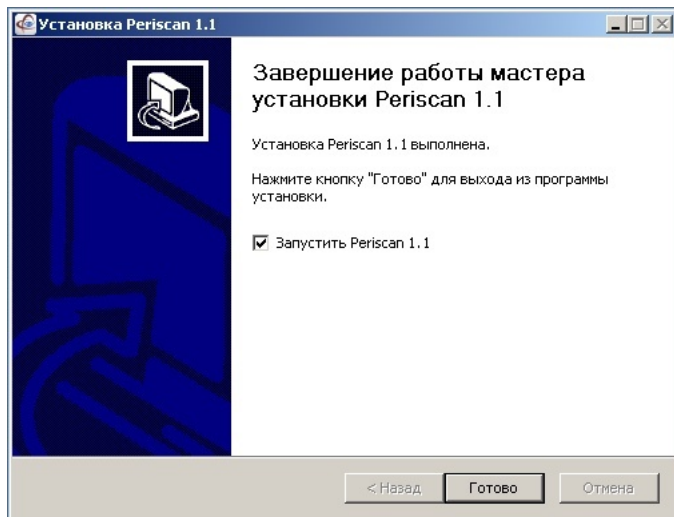 Установка Periscan 1.1
Завершение работы мастера
установки Periscan 1.1
Установка Periscan 1.1 выполнена.
Нажмите кнопку "Готово" для выхода из программы
установки.
Запустить Periscan 1.1
< Назад
Готово
Отмена